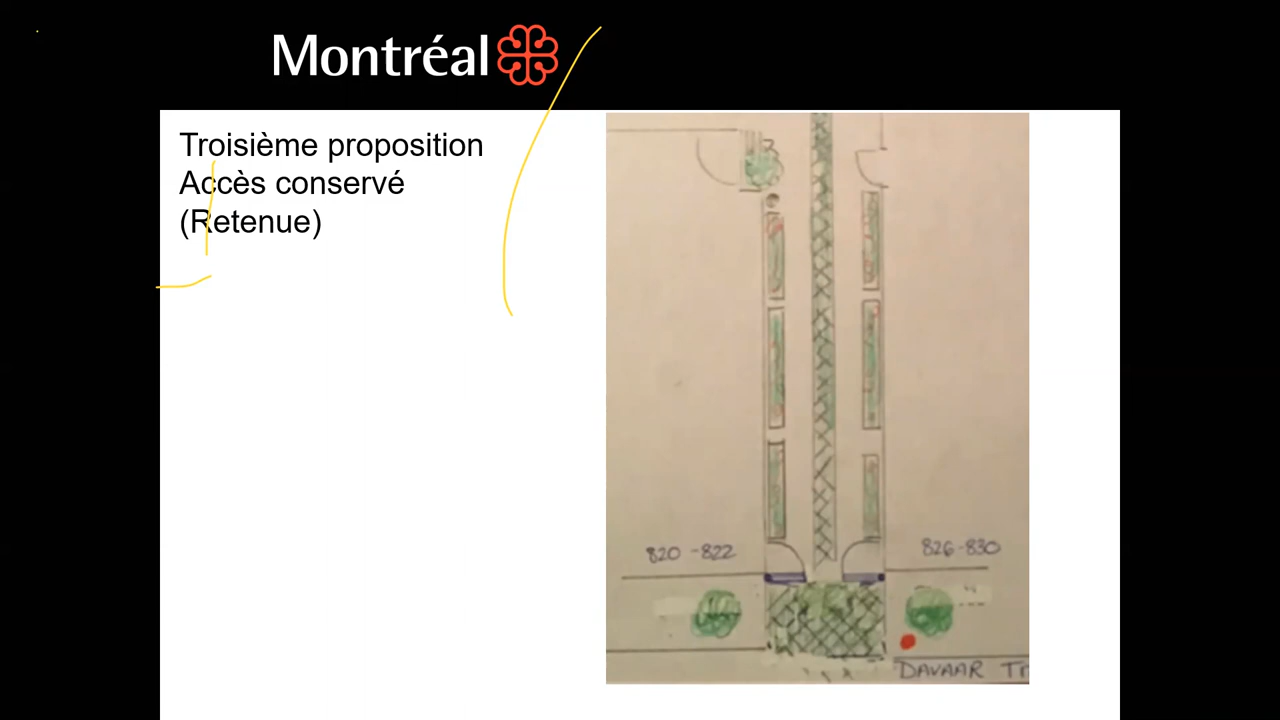 Montréal
Troisième proposition
Accès conservé
(Retenue)
820-822
826-830
DAVAAR